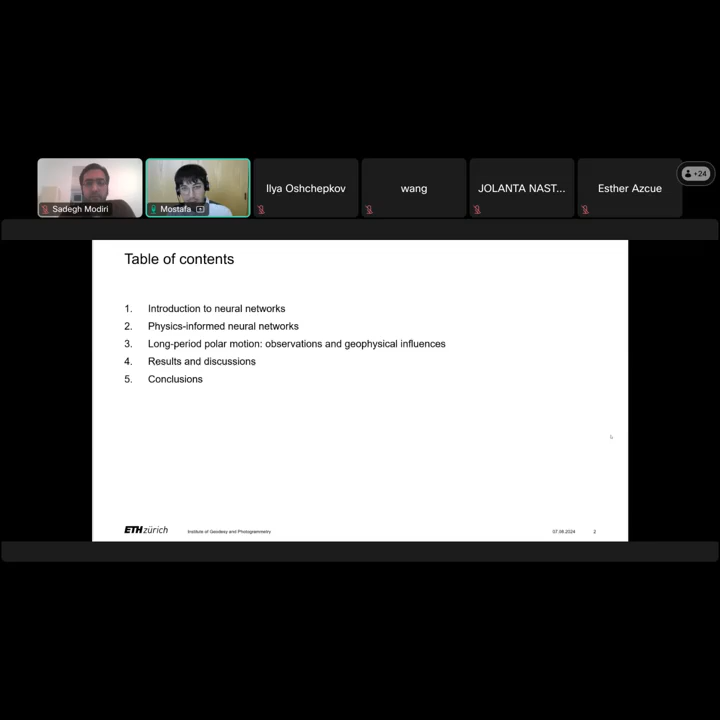 Sadegh Modiri
Mostafa
Ilya Oshchepkov
wang
JOLANTA NAST...
Esther Azcue
+24
Table of contents
1. Introduction to neural networks
2. Physics-informed neural networks
3. Long-period polar motion: observations and geophysical influences
4. Results and discussions
5. Conclusions
ETH zürich
Institute of Geodesy and Photogrammetry
07.06.2024
2